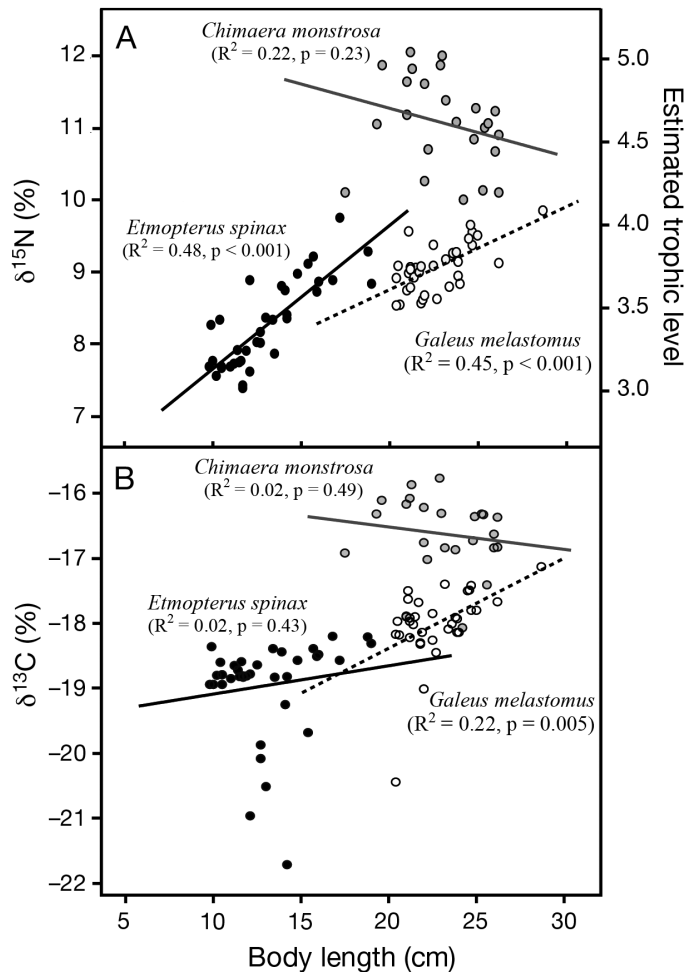 A
Chimaera monstrosa
(R² = 0.22, p = 0.23)
12
11
10
9
8
7
δ¹⁵N (%)
5.0
4.5
4.0
3.5
3.0
Estimated trophic level
Etmopterus spinax
(R² = 0.48, p < 0.001)
Galeus melastomus
(R² = 0.45, p < 0.001)
B
Chimaera monstrosa
(R² = 0.02, p = 0.49)
−16
−17
−18
−19
−20
−21
−22
δ¹³C (%)
Etmopterus spinax
(R² = 0.02, p = 0.43)
Galeus melastomus
(R² = 0.22, p = 0.005)
5
10
15
20
25
30
Body length (cm)